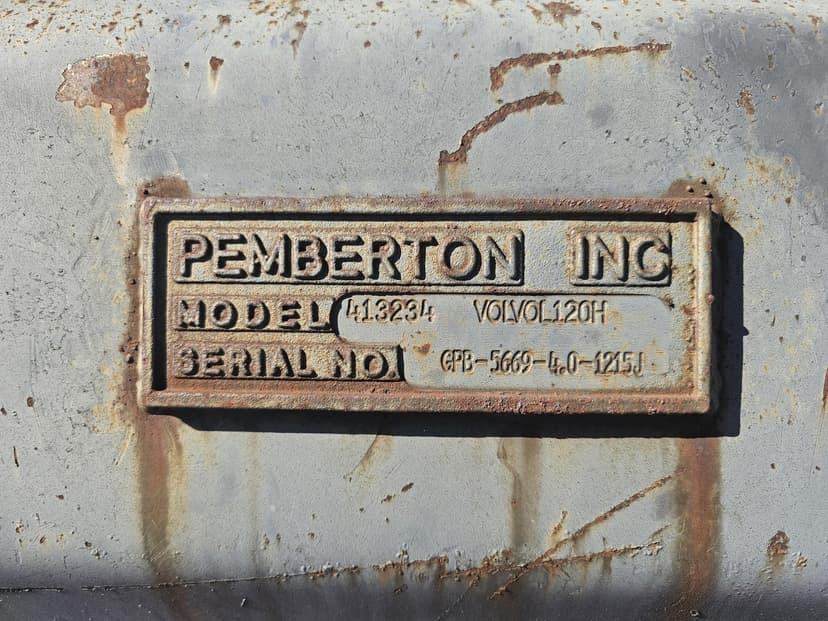 PEMBERTON INC
MODEL 413234 VOLVOL120H
SERIAL NO. GPB-5669-4.0-1215J